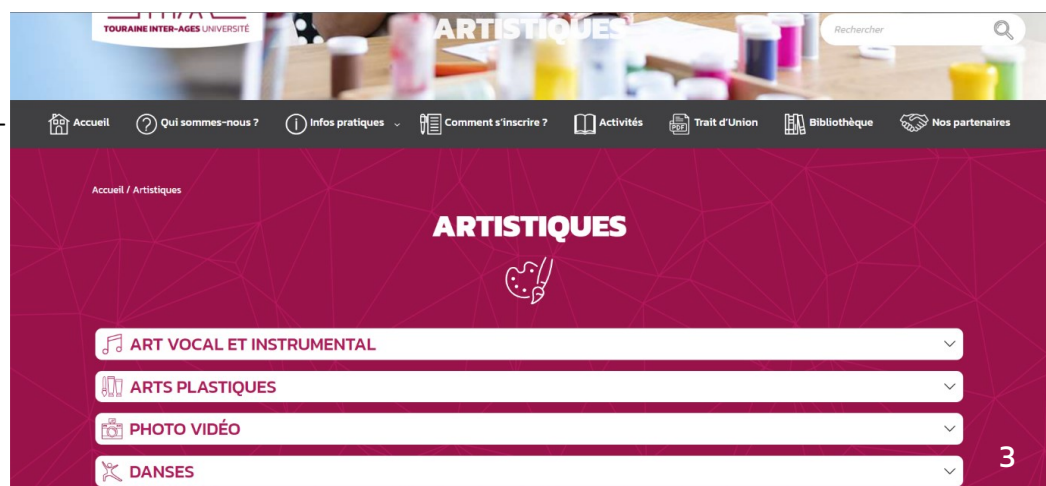 TOURAINE INTER-AGES UNIVERSITÉ
ARTISTIQUES
Rechercher
Accueil
Qui sommes-nous ?
Infos pratiques
Comment s'inscrire ?
Activités
PDF
Trait d'Union
Bibliothèque
Nos partenaires
Accueil / Artistiques
ARTISTIQUES
ART VOCAL ET INSTRUMENTAL
ARTS PLASTIQUES
PHOTO VIDÉO
DANSES
3